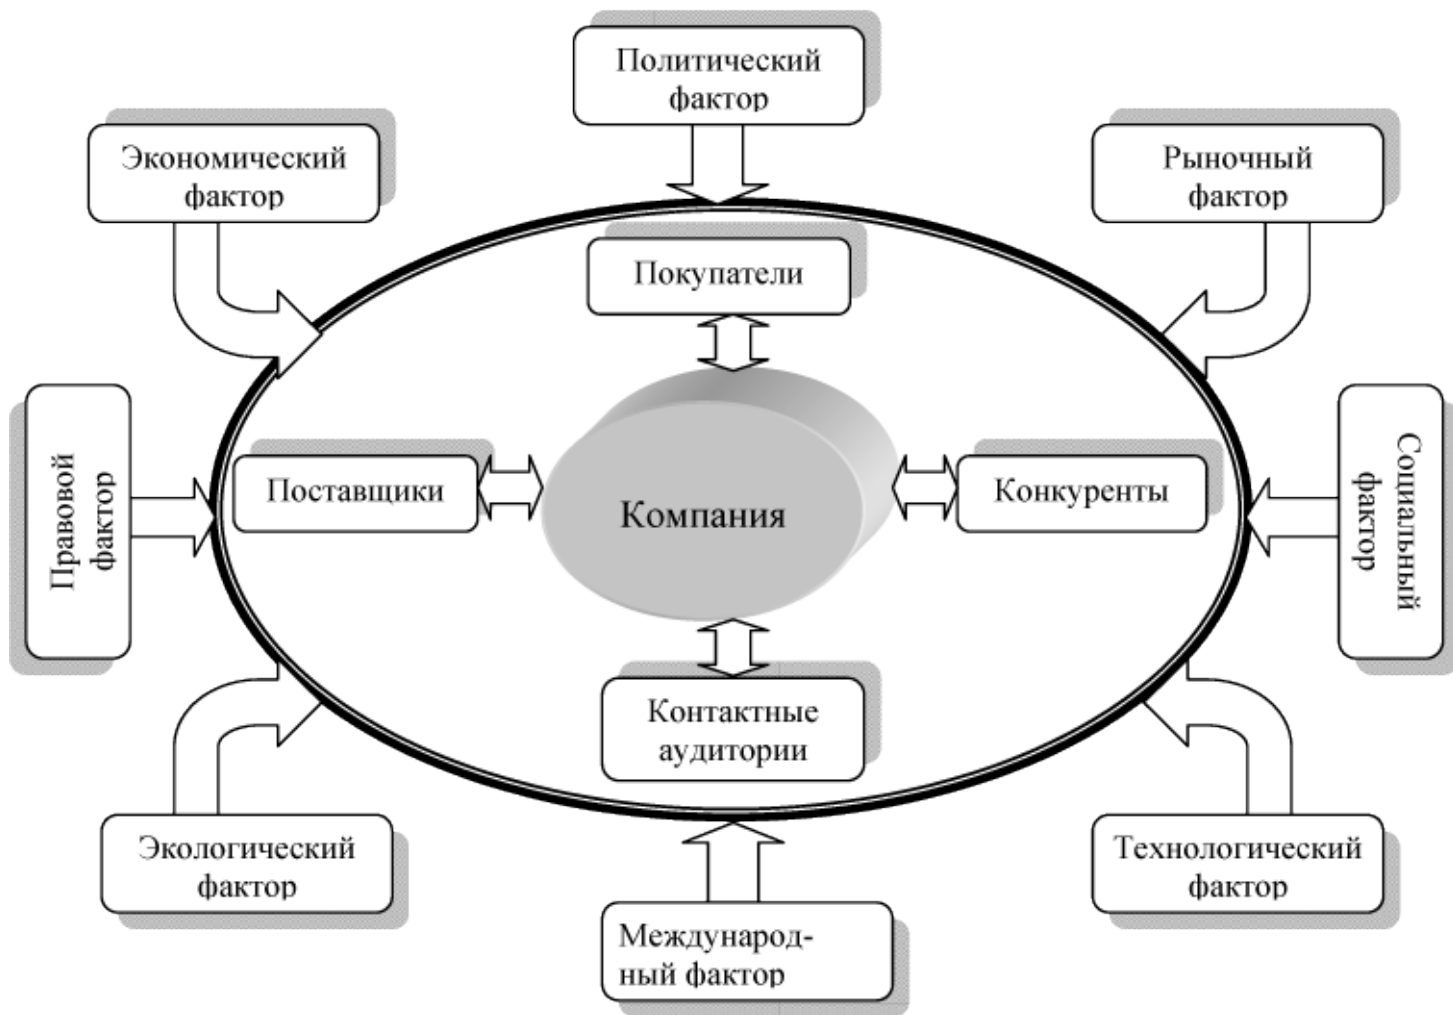 Политический
фактор
Экономический
фактор
Рыночный
фактор
Покупатели
Правовой
фактор
Поставщики
Компания
Конкуренты
Социальный
фактор
Контактные
аудитории
Экологический
фактор
Технологический
фактор
Международ-
ный фактор